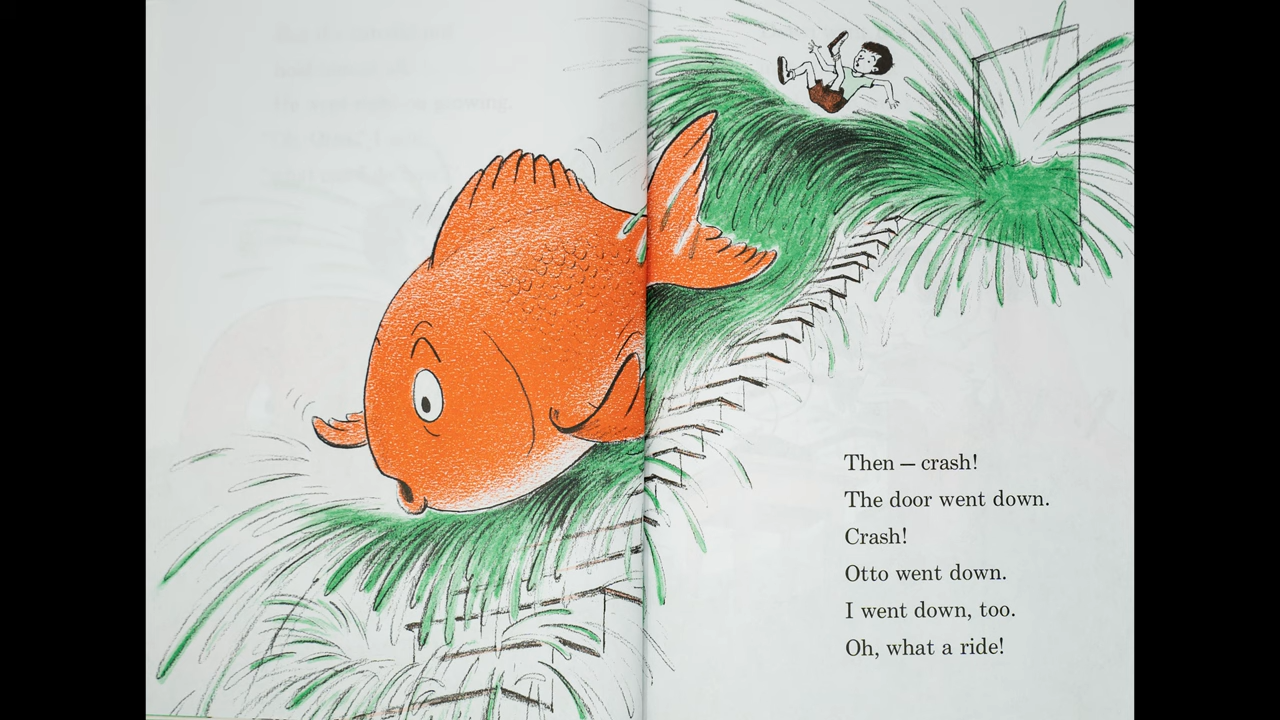 Then — crash!
The door went down.
Crash!
Otto went down.
I went down, too.
Oh, what a ride!